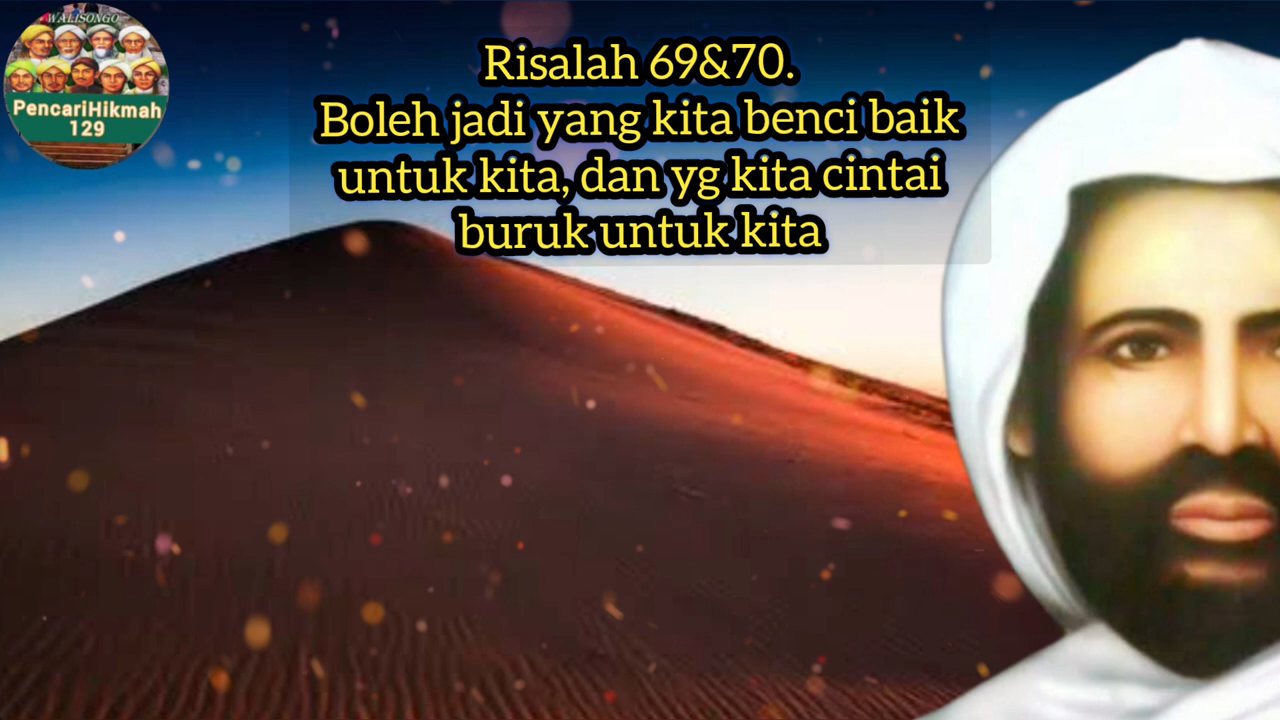 WALISONGO
PencariHikmah
129
Risalah 69&70.
Boleh jadi yang kita benci baik
untuk kita, dan yg kita cintai
buruk untuk kita